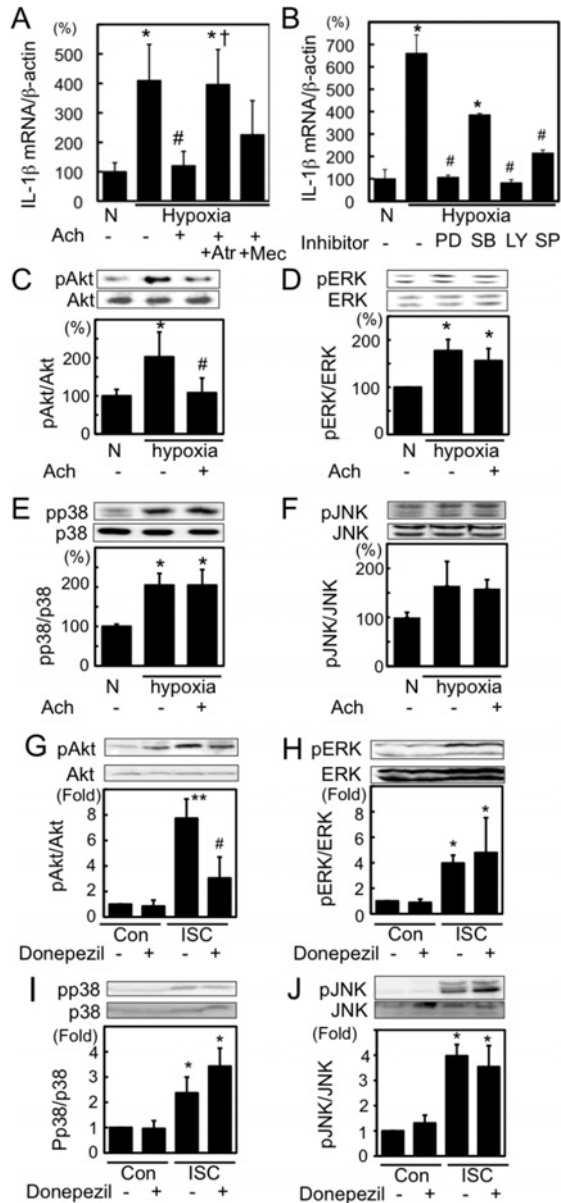 A
(%)
IL-1β mRNA/β-actin
500
400
300
200
100
0
* * † #
N Hypoxia
Ach - - + + +
+Atr +Mec
B
(%)
IL-1β mRNA/β-actin
700
600
500
400
300
200
100
0
* # * # #
N Hypoxia
Inhibitor - - PD SB LY SP
C
pAkt
Akt
(%)
pAkt/Akt
200
100
0
* #
N hypoxia
Ach - - +
D
pERK
ERK
(%)
pERK/ERK
200
100
0
* *
N hypoxia
Ach - - +
E
pp38
p38
(%)
pp38/p38
200
100
0
* *
N hypoxia
Ach - - +
F
pJNK
JNK
(%)
pJNK/JNK
200
100
0
N hypoxia
Ach - - +
G
pAkt
Akt
(Fold)
pAkt/Akt
8
6
4
2
0
** #
Con ISC
Donepezil - + - +
H
pERK
ERK
(Fold)
pERK/ERK
8
6
4
2
0
* *
Con ISC
Donepezil - + - +
I
pp38
p38
(Fold)
Pp38/p38
4
3
2
1
0
* *
Con ISC
Donepezil - + - +
J
pJNK
JNK
(Fold)
pJNK/JNK
4
3
2
1
0
* *
Con ISC
Donepezil - + - +